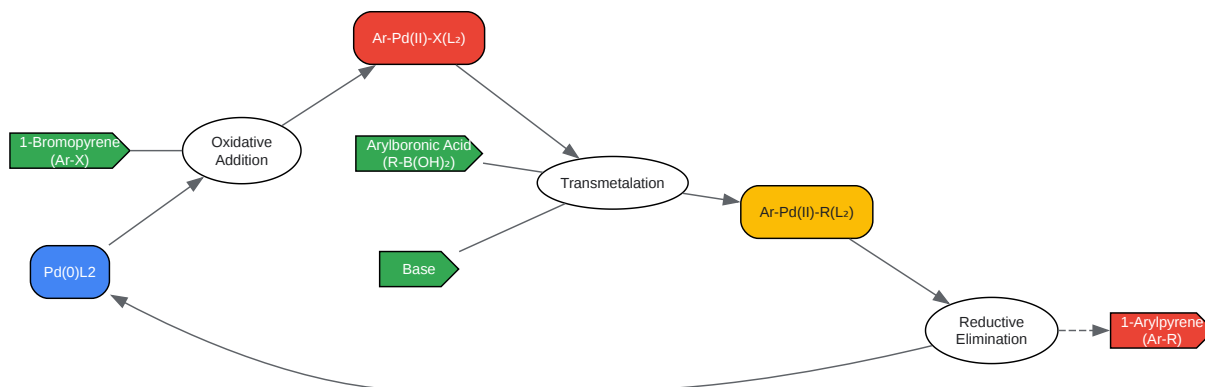 Ar-Pd(II)-X(L₂)
1-Bromopyrene
(Ar-X)
Oxidative
Addition
Arylboronic Acid
(R-B(OH)₂)
Transmetalation
Ar-Pd(II)-R(L₂)
Pd(0)L2
Base
Reductive
Elimination
1-Arylpyrene
(Ar-R)